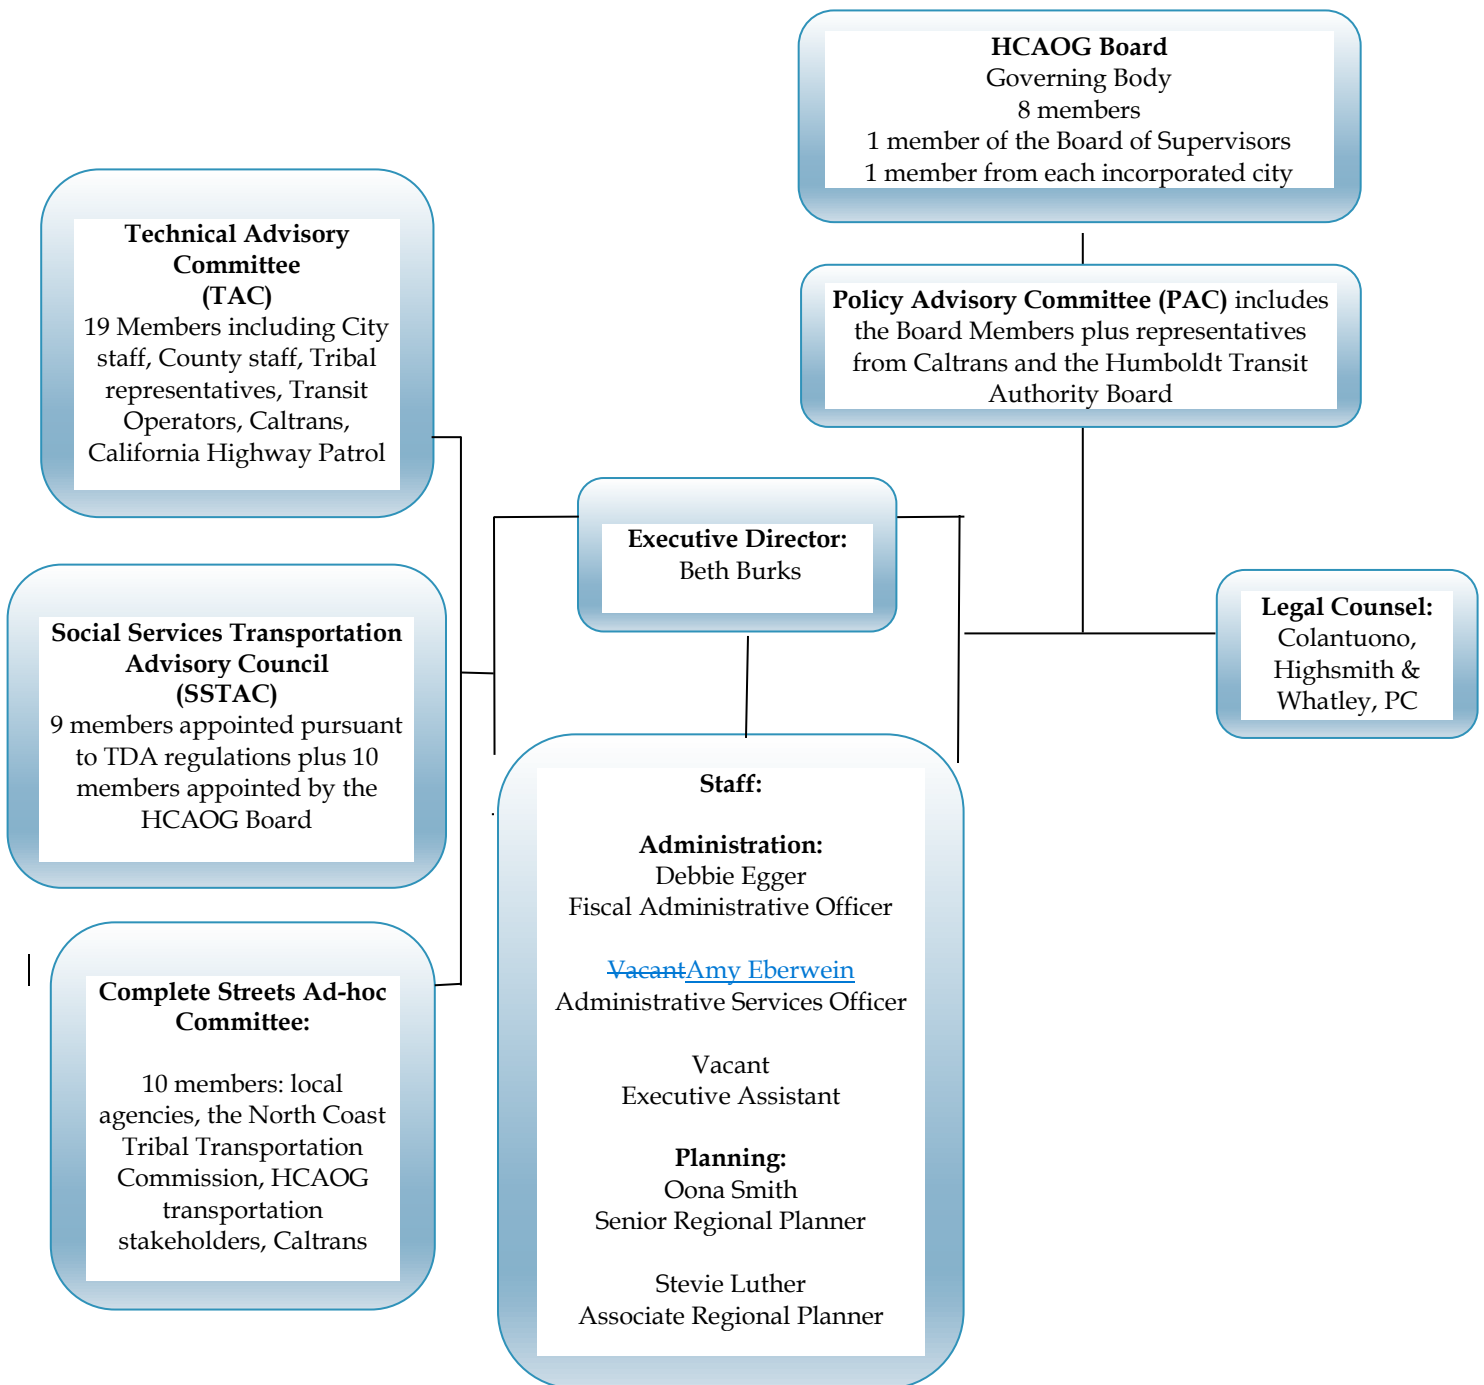 HCAOG Board
Governing Body
8 members
1 member of the Board of Supervisors
1 member from each incorporated city
Technical Advisory
Committee
(TAC)
19 Members including City
staff, County staff, Tribal
representatives, Transit
Operators, Caltrans,
California Highway Patrol
Policy Advisory Committee (PAC) includes
the Board Members plus representatives
from Caltrans and the Humboldt Transit
Authority Board
Executive Director:
Beth Burks
Legal Counsel:
Colantuono,
Highsmith &
Whatley, PC
Social Services Transportation
Advisory Council
(SSTAC)
9 members appointed pursuant
to TDA regulations plus 10
members appointed by the
HCAOG Board
Staff:
Administration:
Debbie Egger
Fiscal Administrative Officer
VacantAmy Eberwein
Administrative Services Officer
Vacant
Executive Assistant
Planning:
Oona Smith
Senior Regional Planner
Stevie Luther
Associate Regional Planner
Complete Streets Ad-hoc
Committee:
10 members: local
agencies, the North Coast
Tribal Transportation
Commission, HCAOG
transportation
stakeholders, Caltrans